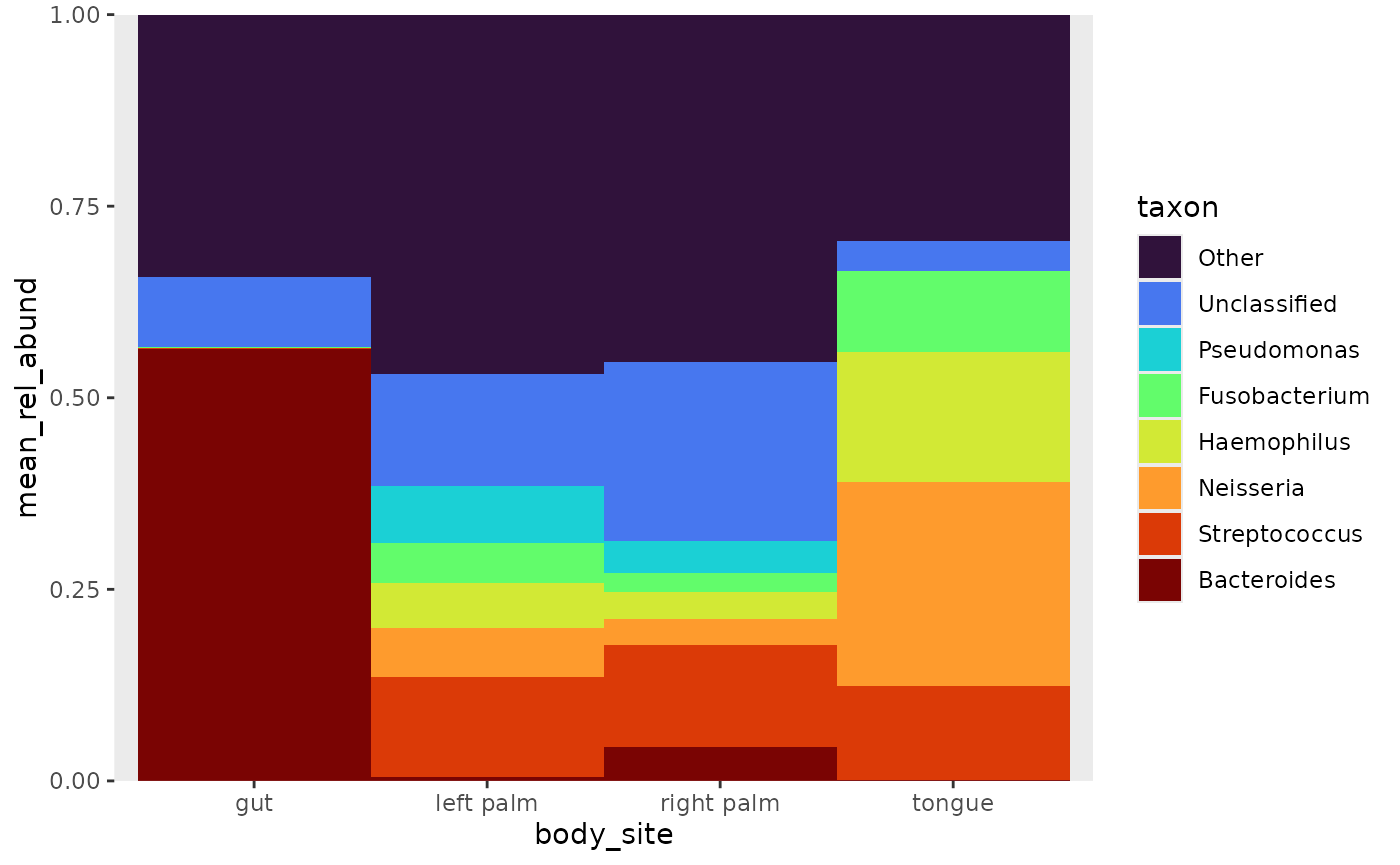 mean_rel_abund
1.00
0.75
0.50
0.25
0.00
gut
left palm
right palm
tongue
body_site
taxon
Other
Unclassified
Pseudomonas
Fusobacterium
Haemophilus
Neisseria
Streptococcus
Bacteroides